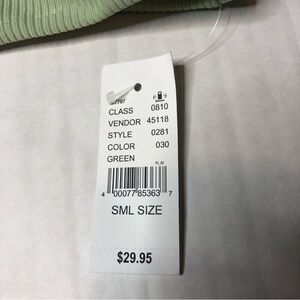 CLASS 0810
VENDOR 45118
STYLE 0281
COLOR 030
GREEN
4 00077 85363 7
SML SIZE
$29.95